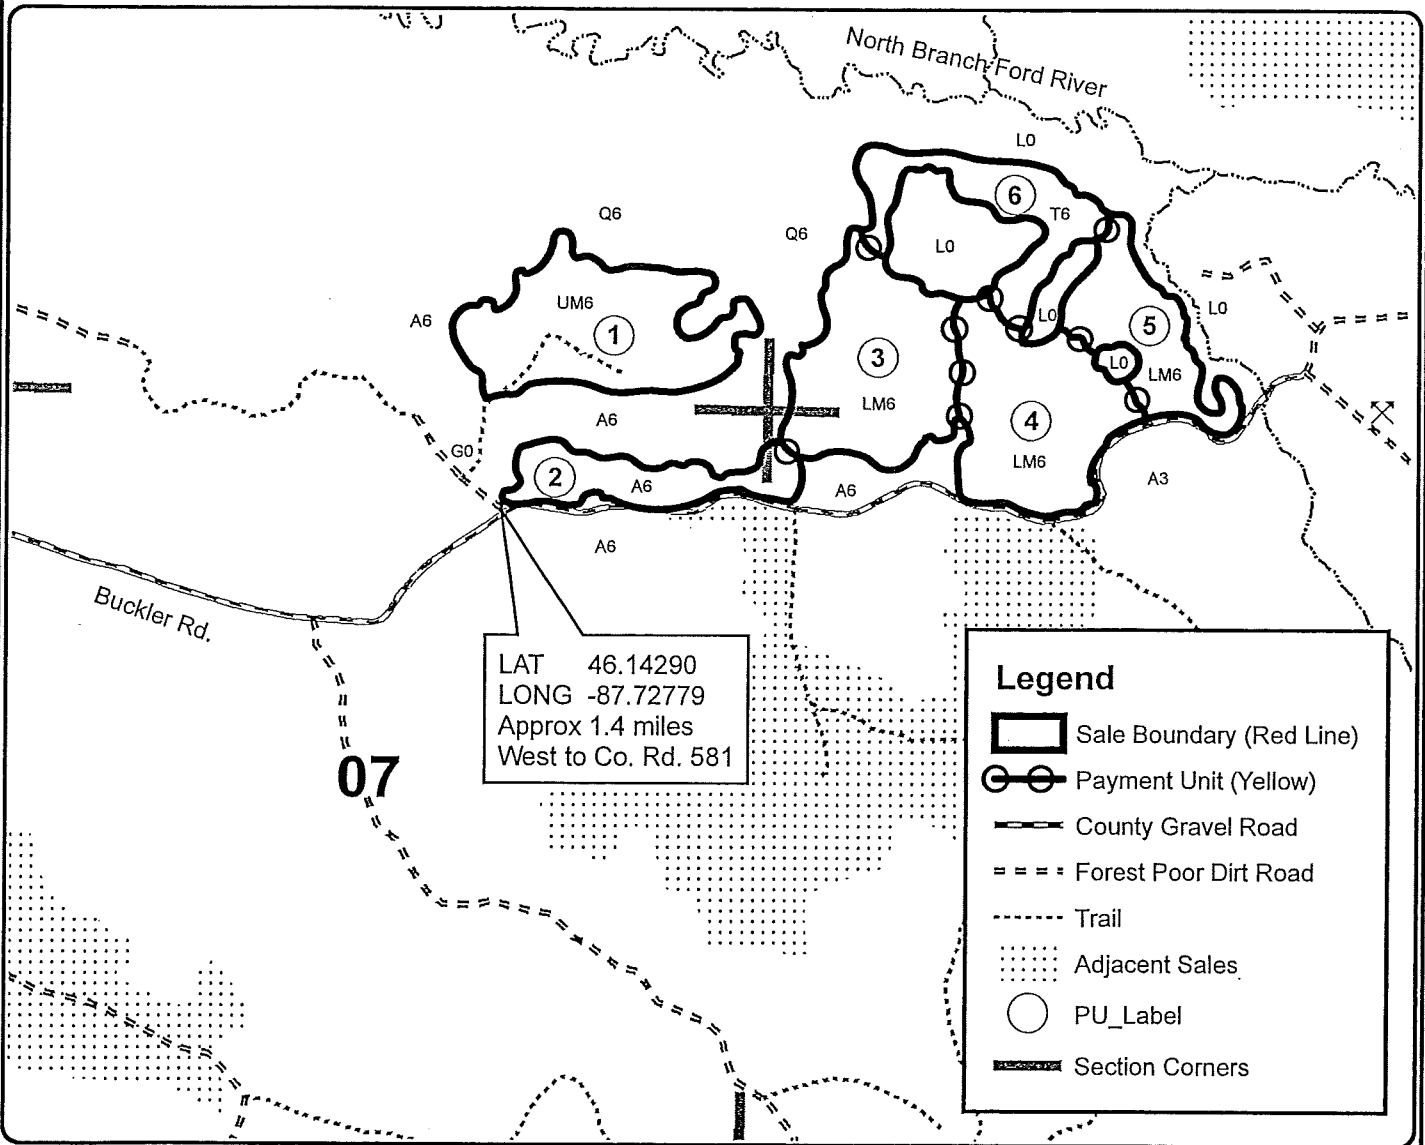 North Branch Ford River
L0
6
T6
Q6
Q6
L0
UM6
A6
1
L0
L0
5
3
L0
LM6
LM6
A6
4
G0
LM6
2
A6
A6
A3
A6
Buckler Rd.
LAT 46.14290
LONG -87.72779
Approx 1.4 miles
West to Co. Rd. 581
07
Legend
Sale Boundary (Red Line)
Payment Unit (Yellow)
County Gravel Road
Forest Poor Dirt Road
Trail
Adjacent Sales
PU_Label
Section Corners